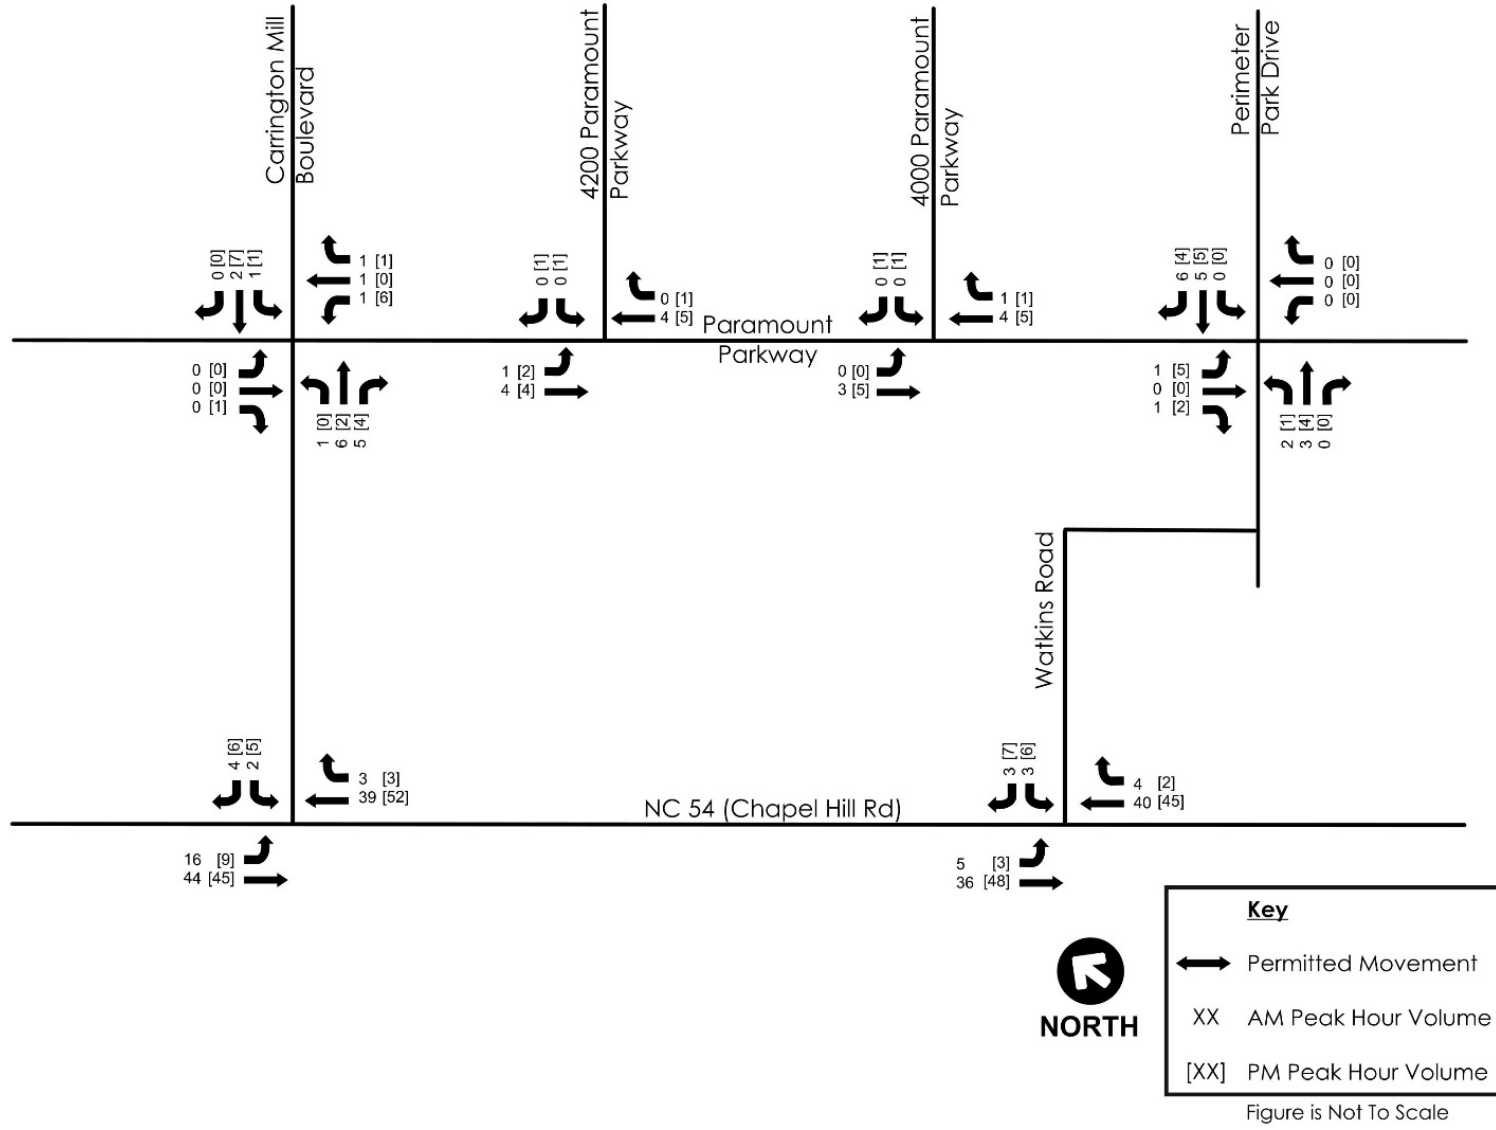 Carrington Mill
Boulevard
4200 Paramount
Parkway
4000 Paramount
Parkway
Perimeter
Park Drive
0 [0]
2 [7]
1 [1]
1 [1]
1 [0]
1 [6]
0 [0]
0 [0]
0 [1]
1 [0]
6 [2]
5 [4]
0 [1]
0 [1]
0 [1]
4 [5]
1 [2]
4 [4]
Paramount
Parkway
0 [1]
0 [1]
1 [1]
4 [5]
0 [0]
3 [5]
6 [4]
5 [5]
0 [0]
0 [0]
0 [0]
0 [0]
1 [5]
0 [0]
1 [2]
2 [1]
3 [4]
0 [0]
Watkins Road
4 [6]
2 [5]
3 [3]
39 [52]
16 [9]
44 [45]
NC 54 (Chapel Hill Rd)
3 [7]
3 [6]
4 [2]
40 [45]
5 [3]
36 [48]
NORTH
Key
Permitted Movement
XX AM Peak Hour Volume
[XX] PM Peak Hour Volume
Figure is Not To Scale